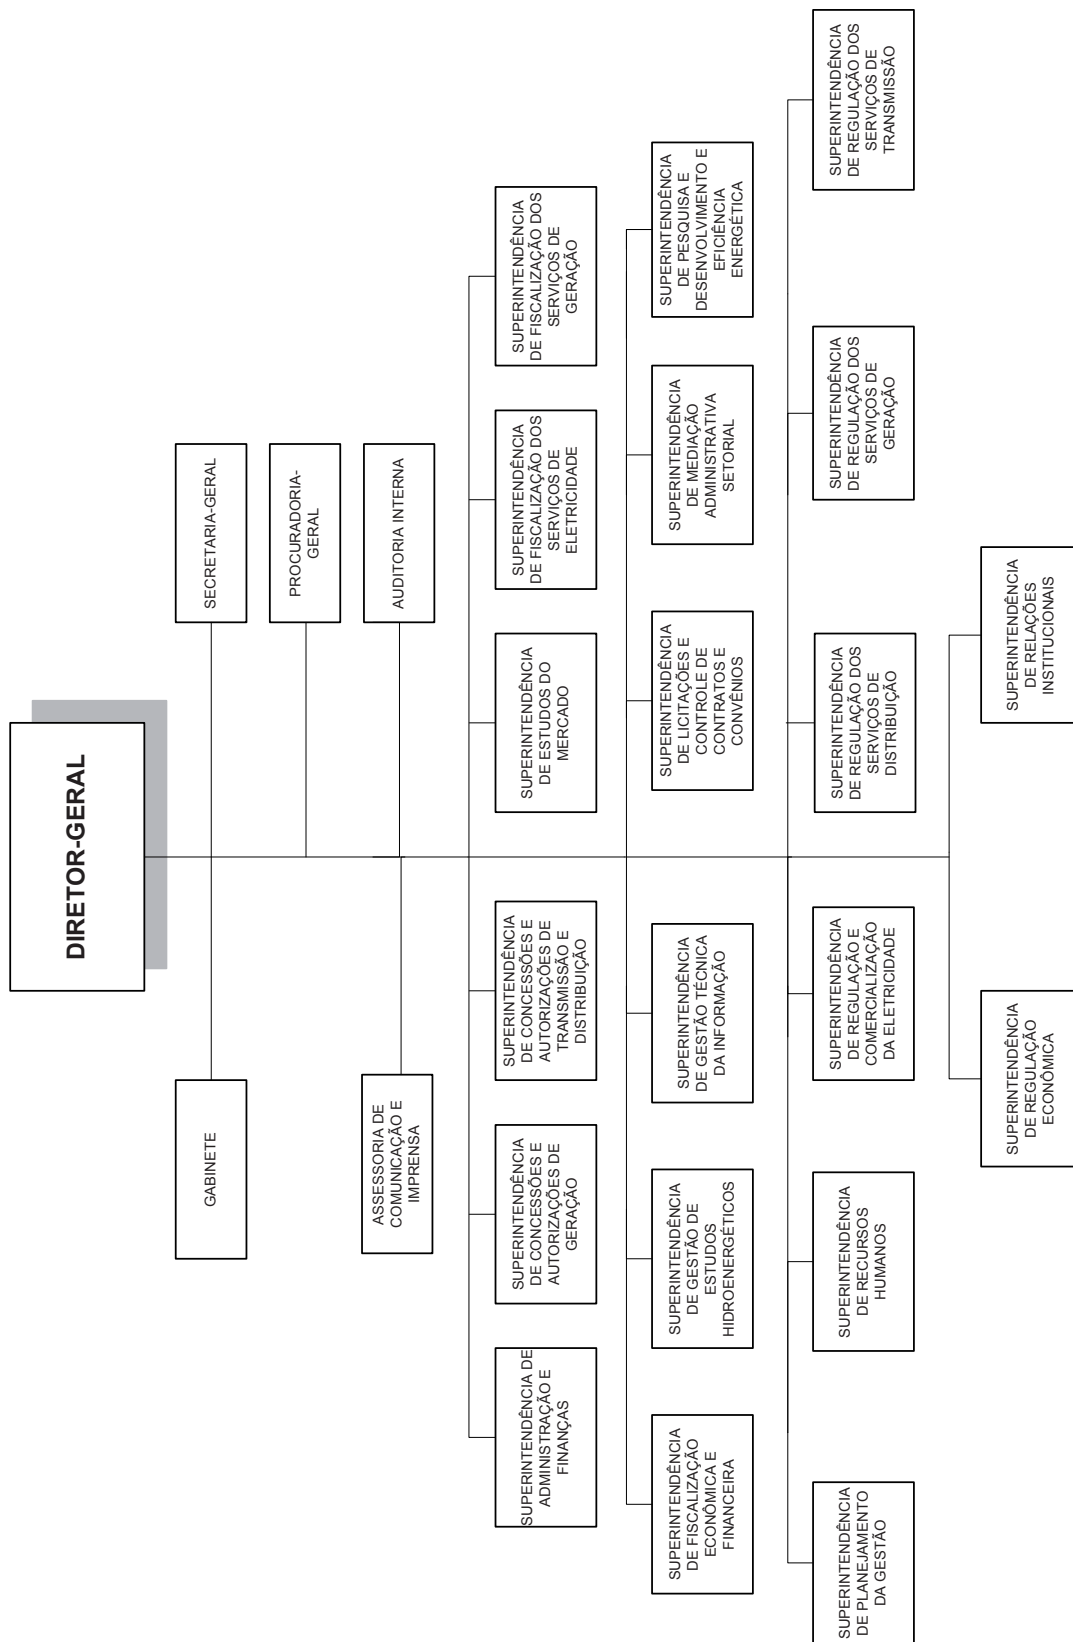 DIRETOR-GERAL
GABINETE
SECRETARIA-GERAL
PROCURADORIA-
GERAL
ASSESSORIA DE
COMUNICAÇÃO E
IMPRENSA
AUDITORIA INTERNA
SUPERINTENDÊNCIA DE
ADMINISTRAÇÃO E
FINANÇAS
SUPERINTENDÊNCIA
DE CONCESSÕES E
AUTORIZAÇÕES DE
GERAÇÃO
SUPERINTENDÊNCIA
DE CONCESSÕES E
AUTORIZAÇÕES DE
TRANSMISSÃO E
DISTRIBUIÇÃO
SUPERINTENDÊNCIA
DE ESTUDOS DO
MERCADO
SUPERINTENDÊNCIA
DE FISCALIZAÇÃO DOS
SERVIÇOS DE
ELETRICIDADE
SUPERINTENDÊNCIA
DE FISCALIZAÇÃO DOS
SERVIÇOS DE
GERAÇÃO
SUPERINTENDÊNCIA
DE FISCALIZAÇÃO
ECONÔMICA E
FINANCEIRA
SUPERINTENDÊNCIA
DE GESTÃO DE
ESTUDOS
HIDROENERGÉTICOS
SUPERINTENDÊNCIA
DE GESTÃO TÉCNICA
DA INFORMAÇÃO
SUPERINTENDÊNCIA
DE LICITAÇÕES E
CONTROLE DE
CONTRATOS E
CONVÊNIOS
SUPERINTENDÊNCIA
DE MEDIAÇÃO
ADMINISTRATIVA
SETORIAL
SUPERINTENDÊNCIA
DE PESQUISA E
DESENVOLVIMENTO E
EFICIÊNCIA
ENERGÉTICA
SUPERINTENDÊNCIA
DE PLANEJAMENTO
DA GESTÃO
SUPERINTENDÊNCIA
DE RECURSOS
HUMANOS
SUPERINTENDÊNCIA
DE REGULAÇÃO E
COMERCIALIZAÇÃO
DA ELETRICIDADE
SUPERINTENDÊNCIA
DE REGULAÇÃO DOS
SERVIÇOS DE
DISTRIBUIÇÃO
SUPERINTENDÊNCIA
DE REGULAÇÃO DOS
SERVIÇOS DE
GERAÇÃO
SUPERINTENDÊNCIA
DE REGULAÇÃO DOS
SERVIÇOS DE
TRANSMISSÃO
SUPERINTENDÊNCIA
DE REGULAÇÃO
ECONÔMICA
SUPERINTENDÊNCIA
DE RELAÇÕES
INSTITUCIONAIS